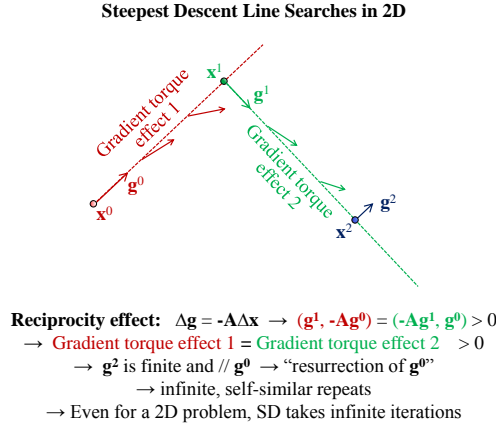 Steepest Descent Line Searches in 2D
x¹
g¹
Gradient torque
effect 1
Gradient torque
effect 2
g⁰
x⁰
g²
x²
Reciprocity effect: Δg = -AΔx → (g¹, -Ag⁰) = (-Ag¹, g⁰) > 0
→ Gradient torque effect 1 = Gradient torque effect 2 > 0
→ g² is finite and // g⁰ → “resurrection of g⁰”
→ infinite, self-similar repeats
→ Even for a 2D problem, SD takes infinite iterations